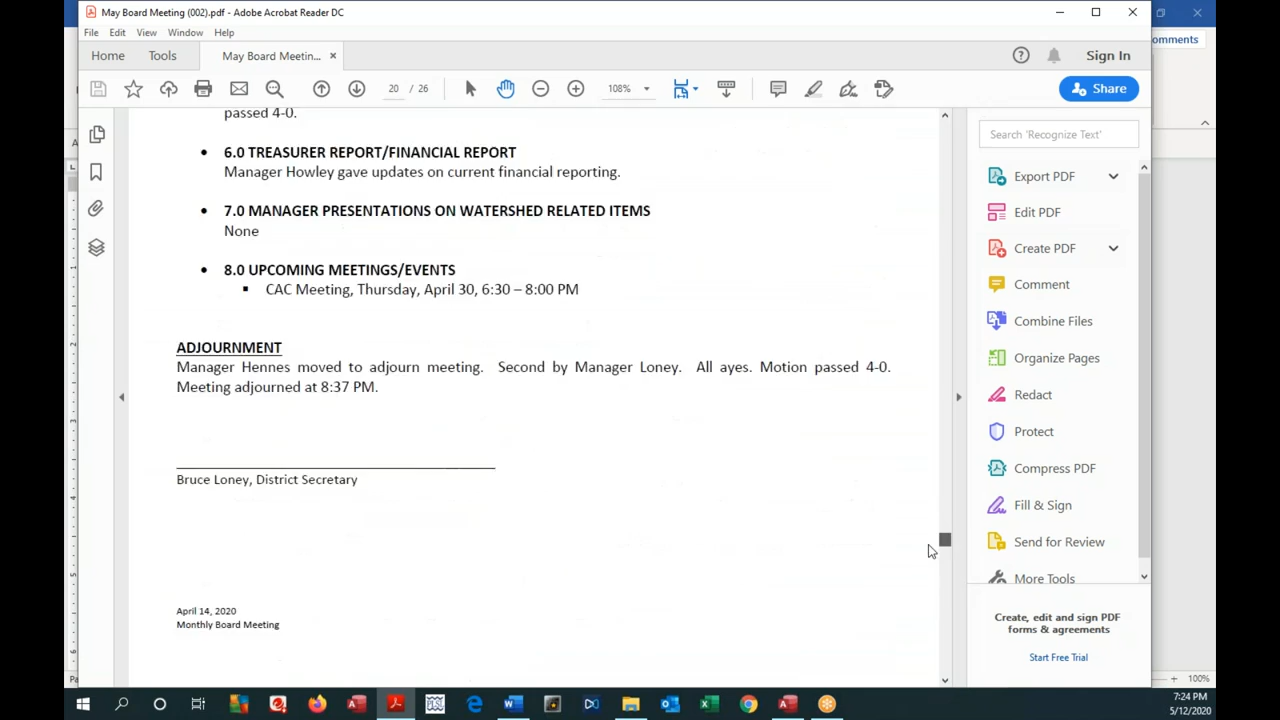 May Board Meeting (002).pdf - Adobe Acrobat Reader DC
File Edit View Window Help
omments
Home Tools May Board Meetin... × Sign In
20 / 26 108% Share
passed 4-0.
Search 'Recognize Text'
• 6.0 TREASURER REPORT/FINANCIAL REPORT
Manager Howley gave updates on current financial reporting.
Export PDF
• 7.0 MANAGER PRESENTATIONS ON WATERSHED RELATED ITEMS
None
Edit PDF
Create PDF
• 8.0 UPCOMING MEETINGS/EVENTS
▪ CAC Meeting, Thursday, April 30, 6:30 – 8:00 PM
Comment
Combine Files
ADJOURNMENT
Manager Hennes moved to adjourn meeting. Second by Manager Loney. All ayes. Motion passed 4-0.
Meeting adjourned at 8:37 PM.
Organize Pages
Redact
Protect
Bruce Loney, District Secretary
Compress PDF
Fill & Sign
Send for Review
More Tools
April 14, 2020
Monthly Board Meeting
Create, edit and sign PDF
forms & agreements
Start Free Trial
100%
7:24 PM
5/12/2020